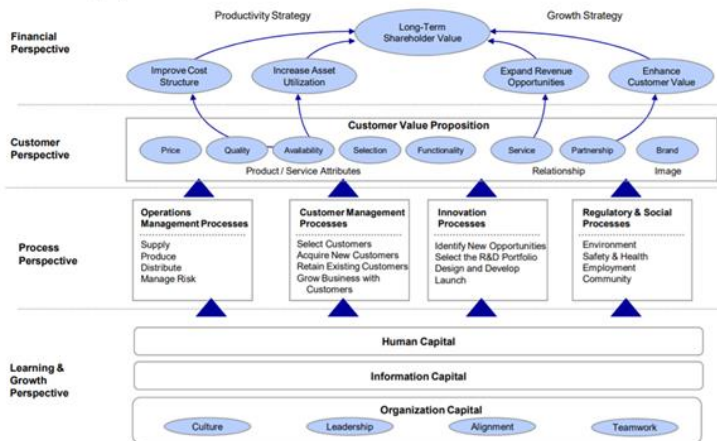 Productivity Strategy
Growth Strategy
Financial Perspective
Long-Term
Shareholder Value
Improve Cost
Structure
Increase Asset
Utilization
Expand Revenue
Opportunities
Enhance
Customer Value
Customer
Perspective
Customer Value Proposition
Price
Quality
Availability
Selection
Functionality
Service
Partnership
Brand
Product / Service Attributes
Relationship
Image
Process
Perspective
Operations
Management Processes
Supply
Produce
Distribute
Manage Risk
Customer Management
Processes
Select Customers
Acquire New Customers
Retain Existing Customers
Grow Business with
Customers
Innovation
Processes
Identify New Opportunities
Select the R&D Portfolio
Design and Develop
Launch
Regulatory & Social
Processes
Environment
Safety & Health
Employment
Community
Learning &
Growth
Perspective
Human Capital
Information Capital
Organization Capital
Culture
Leadership
Alignment
Teamwork